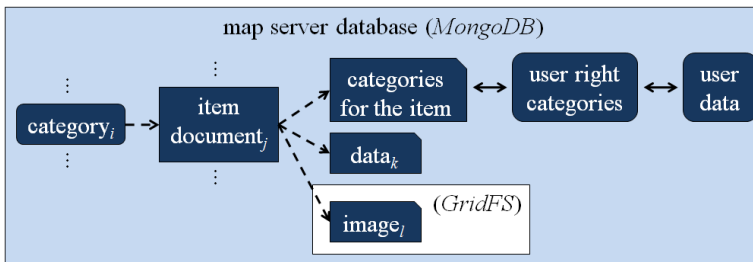 map server database (MongoDB)
⋮
category_i
⋮
⋮
item
document_j
⋮
categories
for the item
user right
categories
user
data
data_k
(GridFS)
image_l